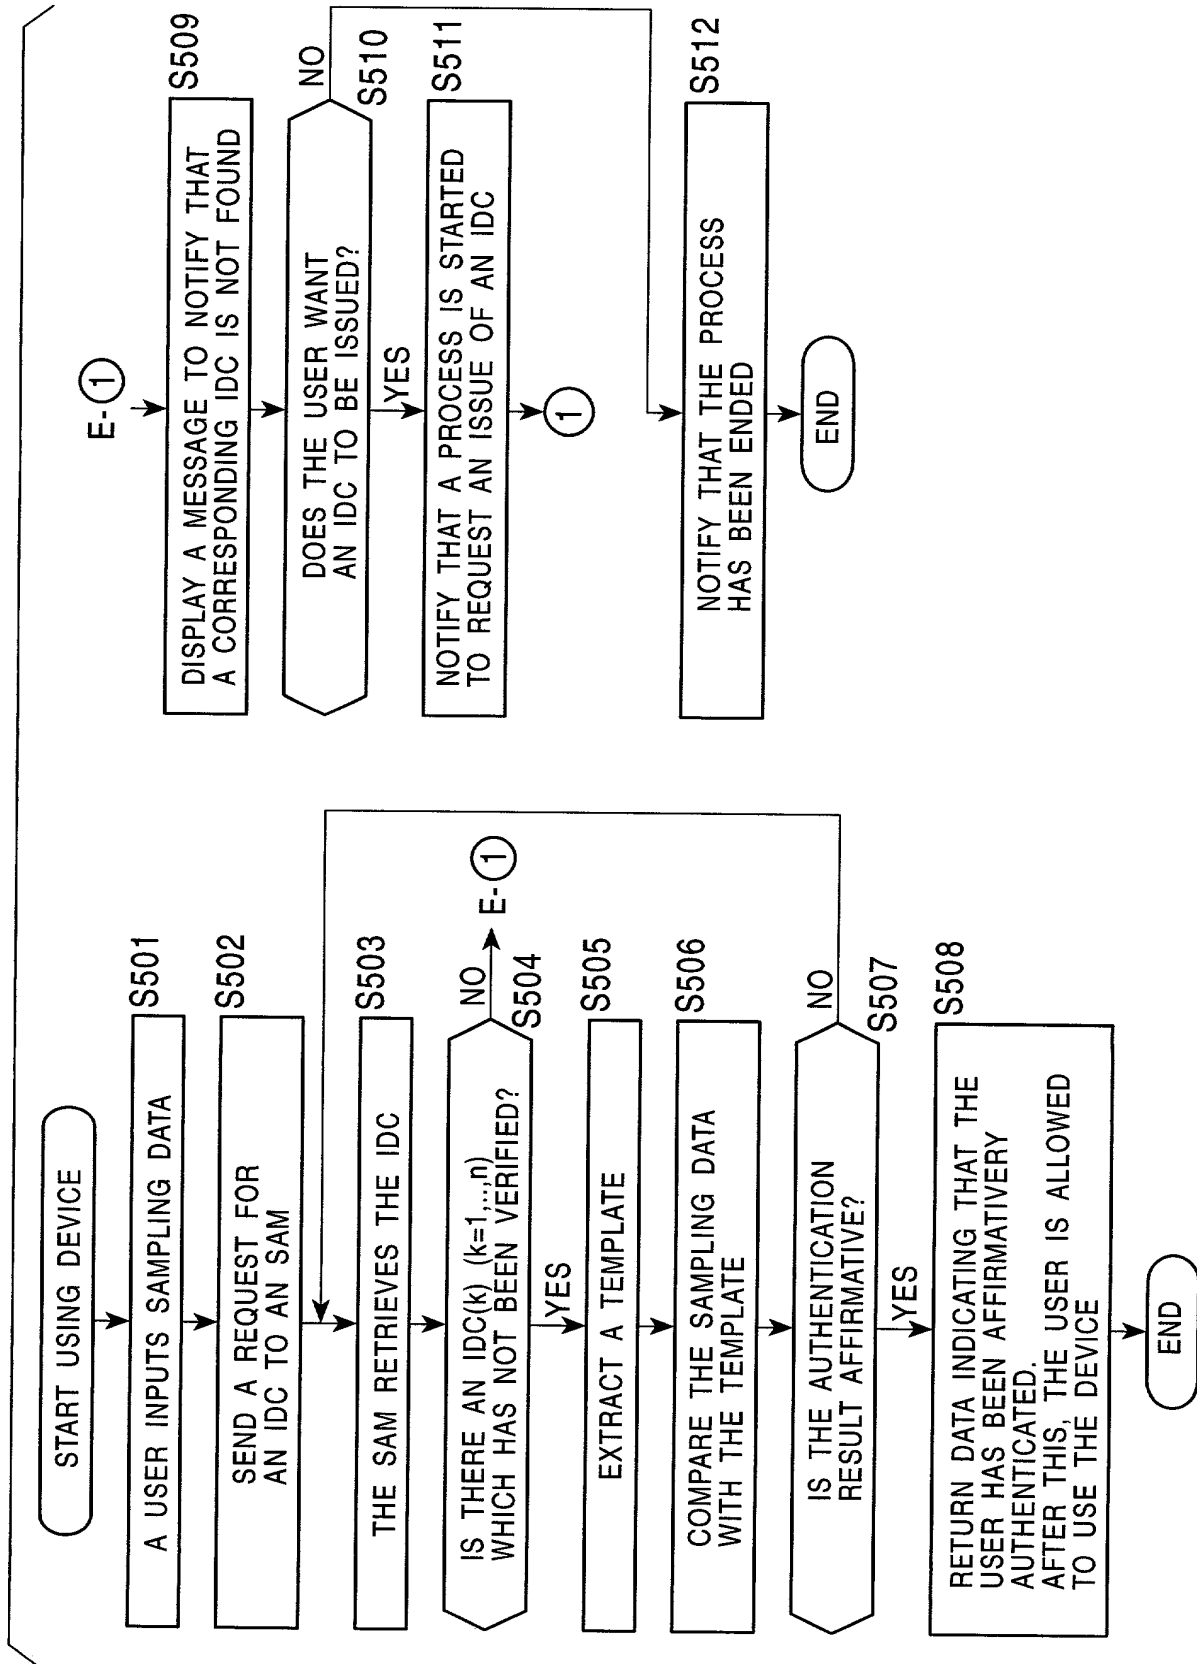 START USING DEVICE
A USER INPUTS SAMPLING DATA
S501
SEND A REQUEST FOR
AN IDC TO AN SAM
S502
THE SAM RETRIEVES THE IDC
S503
IS THERE AN IDC(k) (k=1,..,n)
WHICH HAS NOT BEEN VERIFIED?
NO
E-1
S504
YES
EXTRACT A TEMPLATE
S505
COMPARE THE SAMPLING DATA
WITH THE TEMPLATE
S506
IS THE AUTHENTICATION
RESULT AFFIRMATIVE?
NO
S507
YES
RETURN DATA INDICATING THAT THE
USER HAS BEEN AFFIRMATIVERY
AUTHENTICATED.
AFTER THIS, THE USER IS ALLOWED
TO USE THE DEVICE
S508
END
E-1
DISPLAY A MESSAGE TO NOTIFY THAT
A CORRESPONDING IDC IS NOT FOUND
S509
DOES THE USER WANT
AN IDC TO BE ISSUED?
NO
S510
YES
NOTIFY THAT A PROCESS IS STARTED
TO REQUEST AN ISSUE OF AN IDC
S511
1
NOTIFY THAT THE PROCESS
HAS BEEN ENDED
S512
END